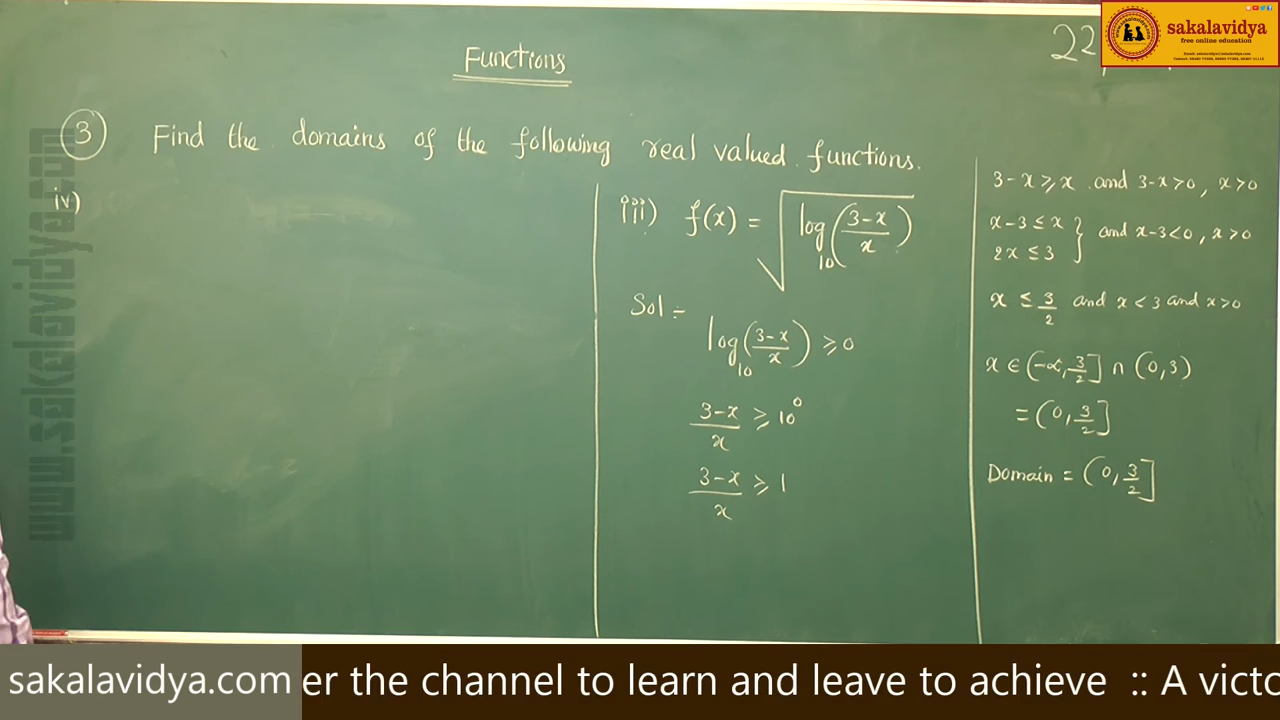 Functions
22
sakalavidya
free online education
3 Find the domains of the following real valued functions.
iv)
www.sakalavidya.com
iii) f(x) = √(log₁₀((3-x)/x))
Sol :-
log₁₀((3-x)/x) ⩾ 0
(3-x)/x ⩾ 10⁰
(3-x)/x ⩾ 1
3-x ⩾ x and 3-x>0, x>0
x-3 ≤ x } and x-3<0, x>0
2x ≤ 3
x ≤ 3/2 and x<3 and x>0
x ∈ (-∞, 3/2] ∩ (0,3)
= (0, 3/2]
Domain = (0, 3/2]
sakalavidya.com er the channel to learn and leave to achieve :: A victo